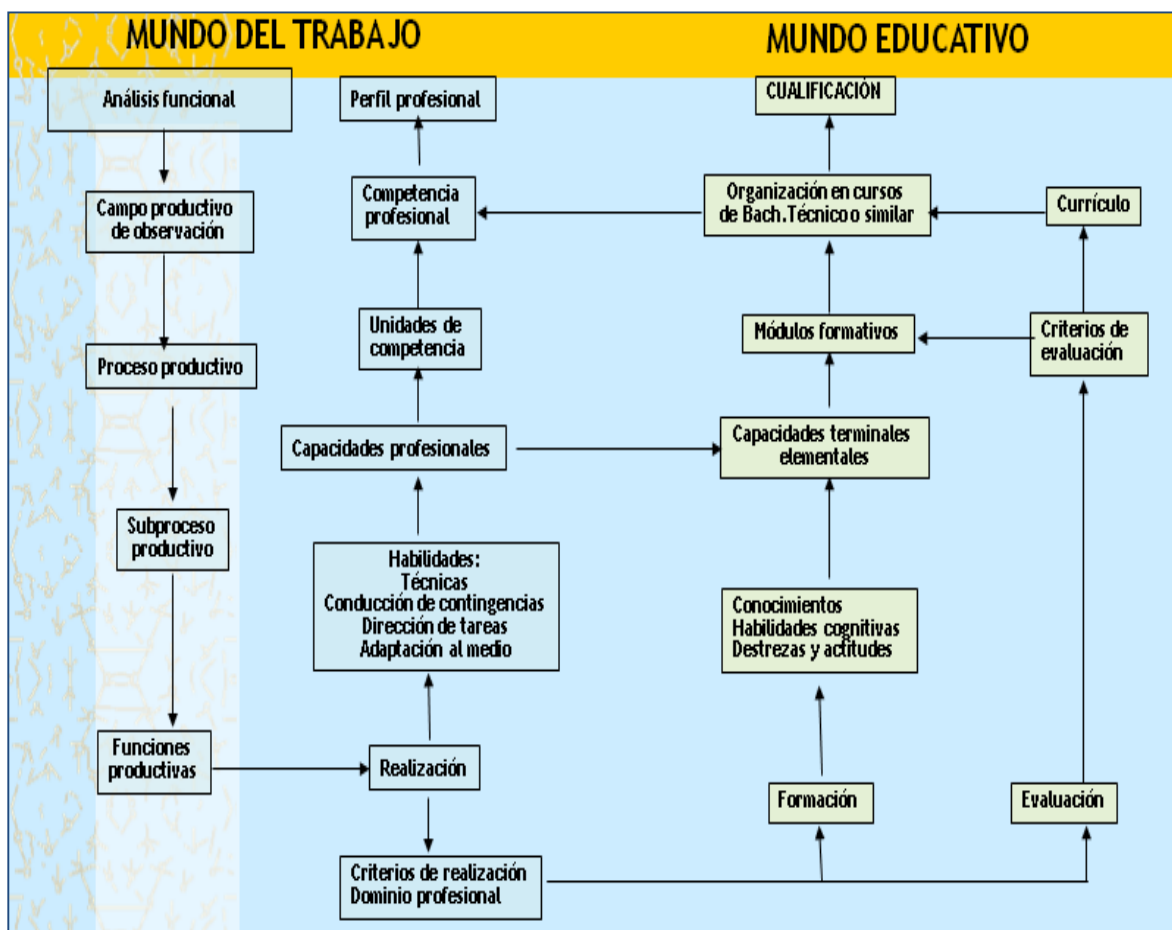 MUNDO DEL TRABAJO
MUNDO EDUCATIVO
Análisis funcional
Perfil profesional
CUALIFICACIÓN
Campo productivo
de observación
Competencia
profesional
Organización en cursos
de Bach.Técnico o similar
Currículo
Proceso productivo
Unidades de
competencia
Módulos formativos
Criterios de
evaluación
Capacidades profesionales
Capacidades terminales
elementales
Subproceso
productivo
Habilidades:
Técnicas
Conducción de contingencias
Dirección de tareas
Adaptación al medio
Conocimientos
Habilidades cognitivas
Destrezas y actitudes
Funciones
productivas
Realización
Formación
Evaluación
Criterios de realización
Dominio profesional